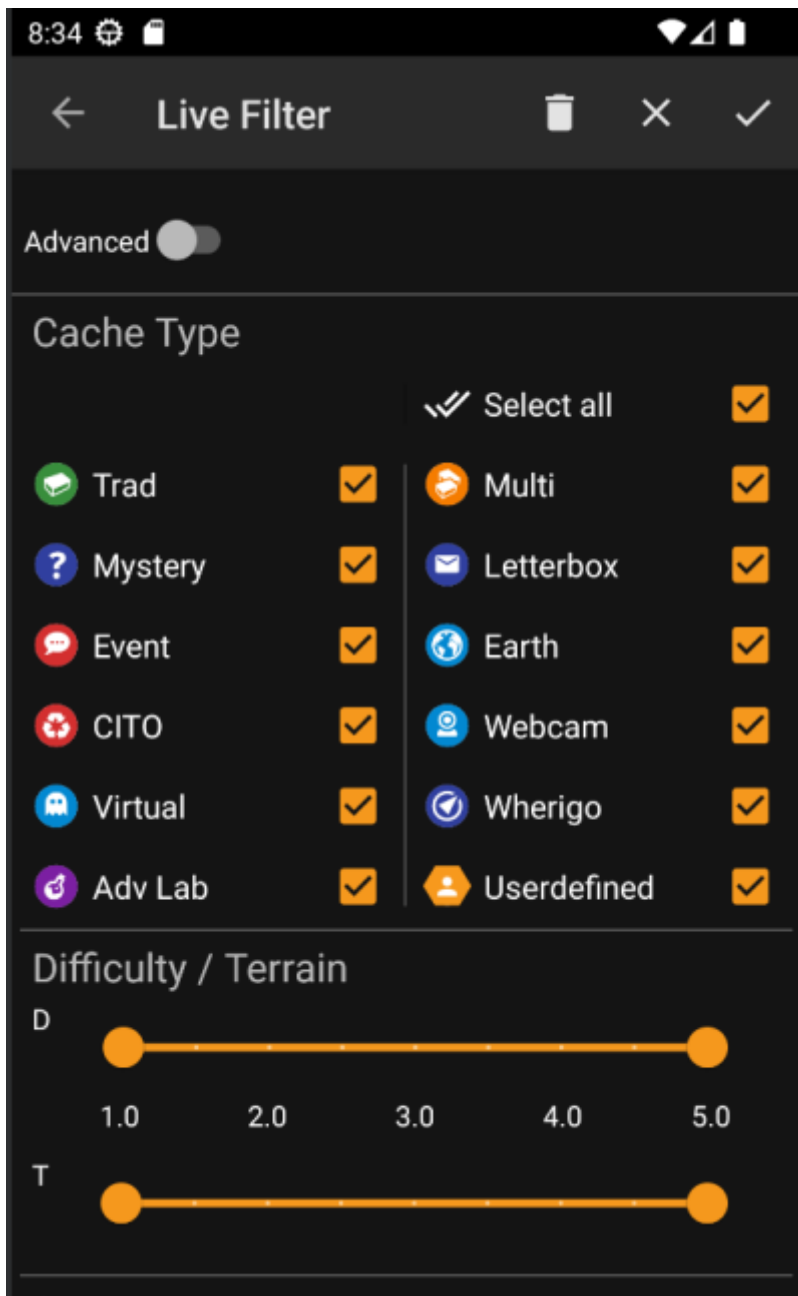 8:34
Live Filter
Advanced
Cache Type
Select all
Trad
Multi
Mystery
Letterbox
Event
Earth
CITO
Webcam
Virtual
Wherigo
Adv Lab
Userdefined
Difficulty / Terrain
D
1.0 2.0 3.0 4.0 5.0
T